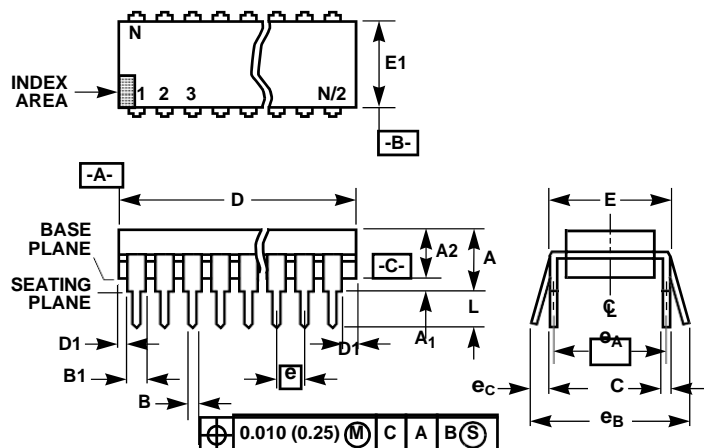 N
E1
INDEX
AREA
1 2 3 N/2
-B-
-A-
D
E
BASE
PLANE
A2
A
-C-
SEATING
PLANE
L
C
L
D1
A1
D1
eA
B1
e
eC
C
B
eB
0.010 (0.25) M C A B S